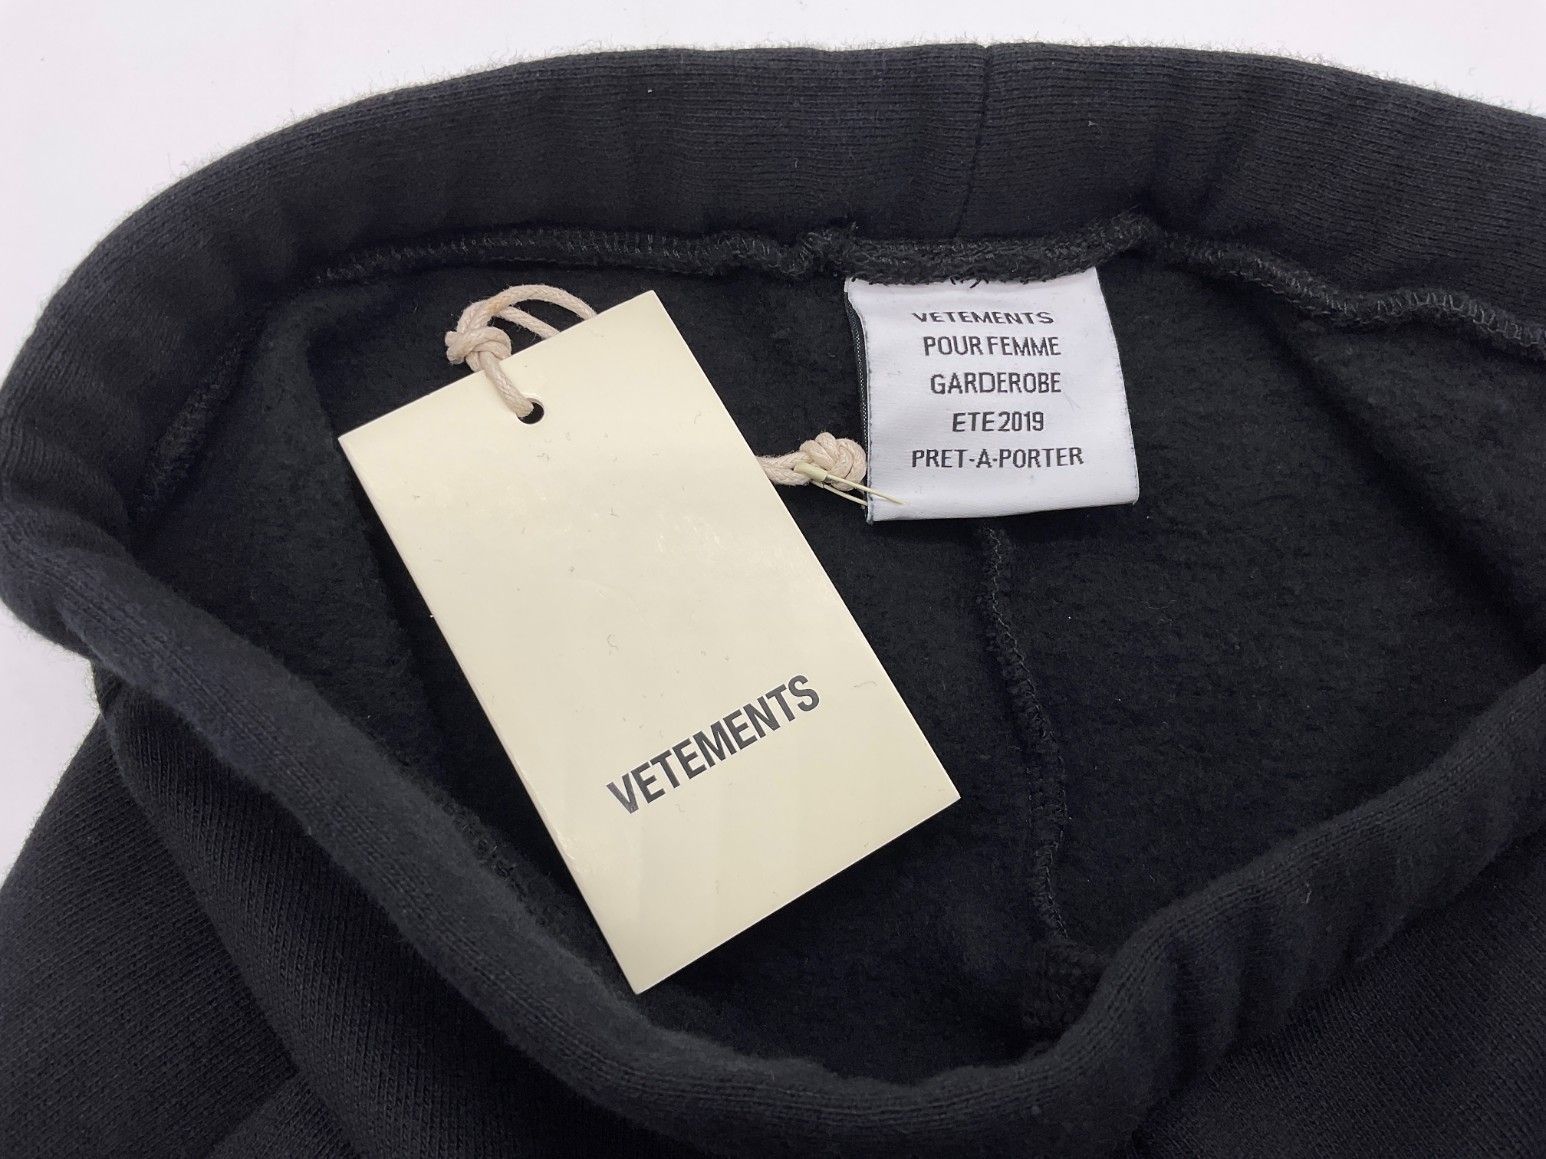 VETEMENTS
POUR FEMME
GARDEROBE
ETE 2019
PRET-A-PORTER
VETEMENTS